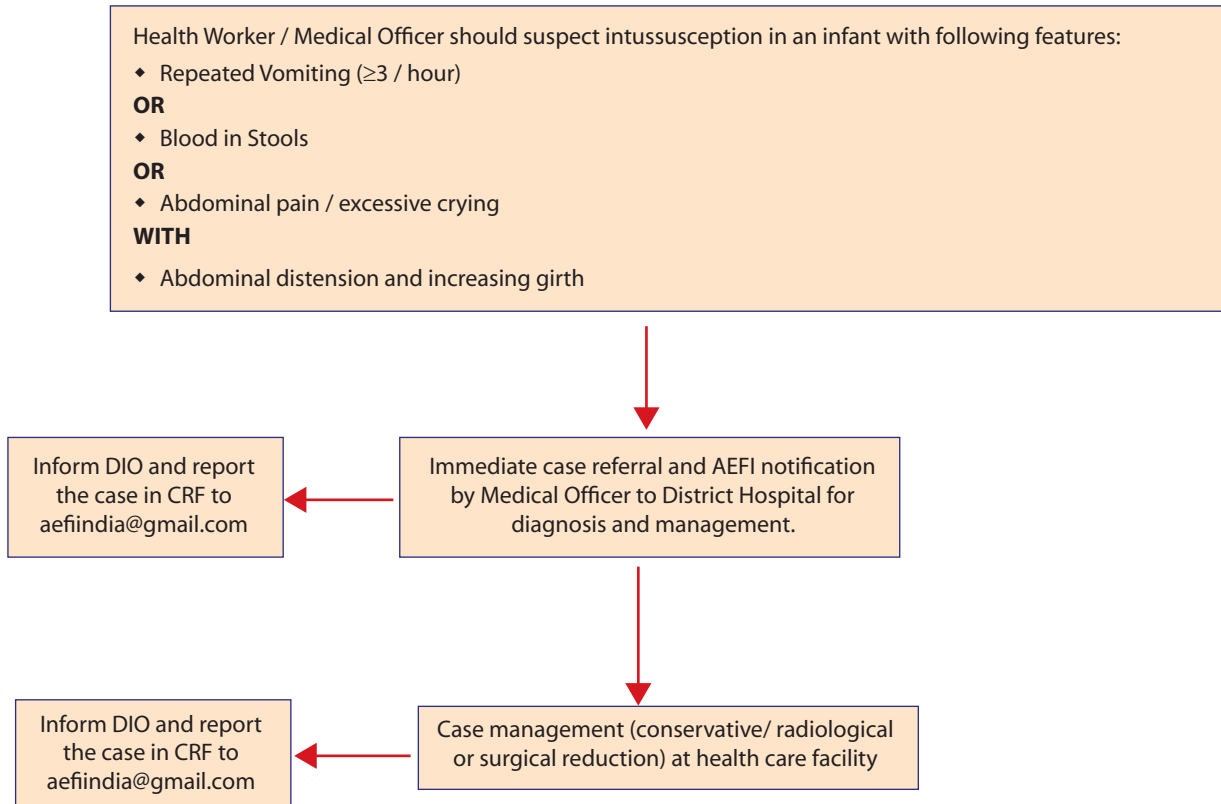 Health Worker / Medical Officer should suspect intussusception in an infant with following features:
◆ Repeated Vomiting (≥3 / hour)
OR
◆ Blood in Stools
OR
◆ Abdominal pain / excessive crying
WITH
◆ Abdominal distension and increasing girth
Inform DIO and report
the case in CRF to
aefiindia@gmail.com
Immediate case referral and AEFI notification
by Medical Officer to District Hospital for
diagnosis and management.
Inform DIO and report
the case in CRF to
aefiindia@gmail.com
Case management (conservative/ radiological
or surgical reduction) at health care facility